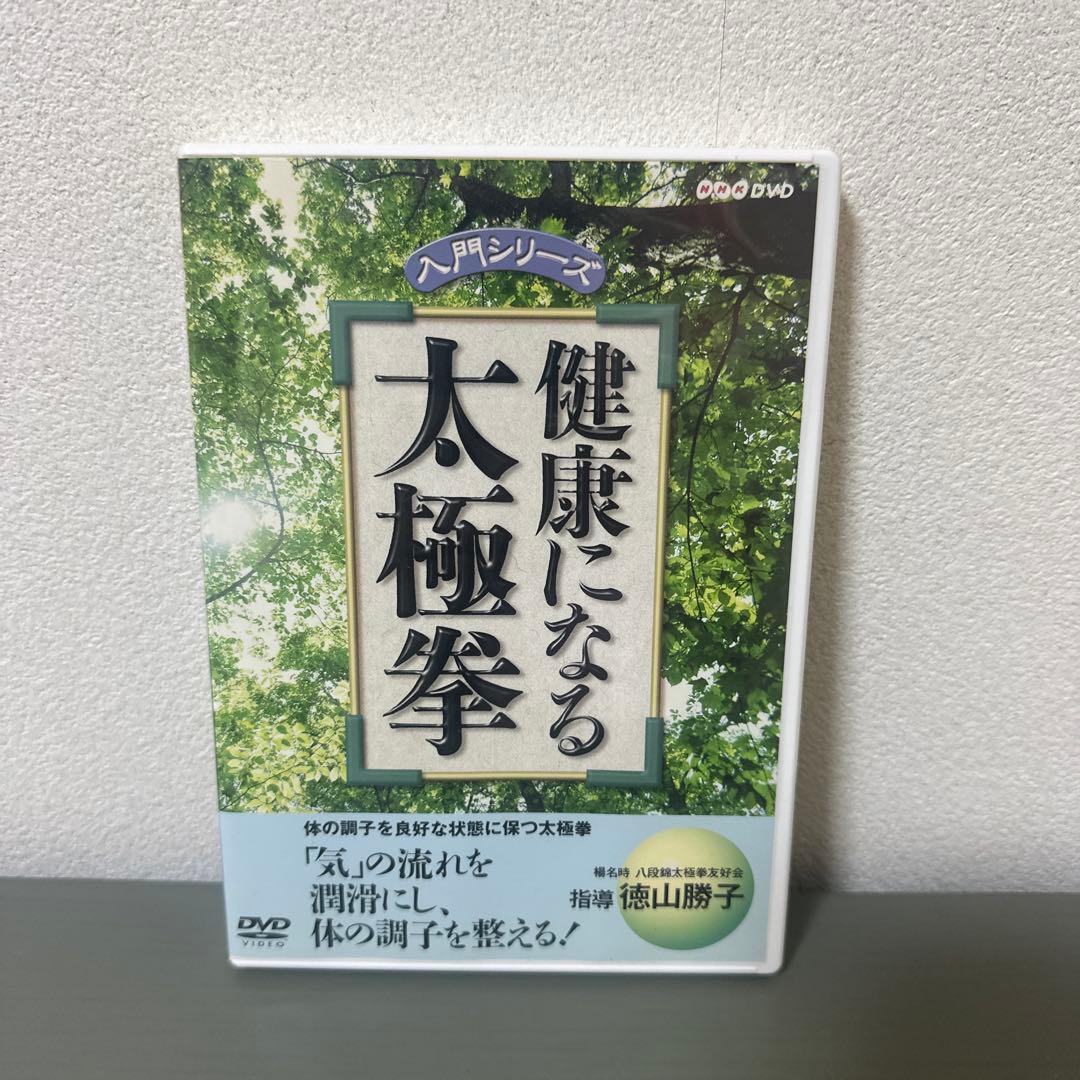 NHK DVD
入門シリーズ
健康になる
太極拳
体の調子を良好な状態に保つ太極拳
「気」の流れを
潤滑にし、
体の調子を整える!
楊名時 八段錦太極拳友好会
指導 徳山勝子
DVD
VIDEO